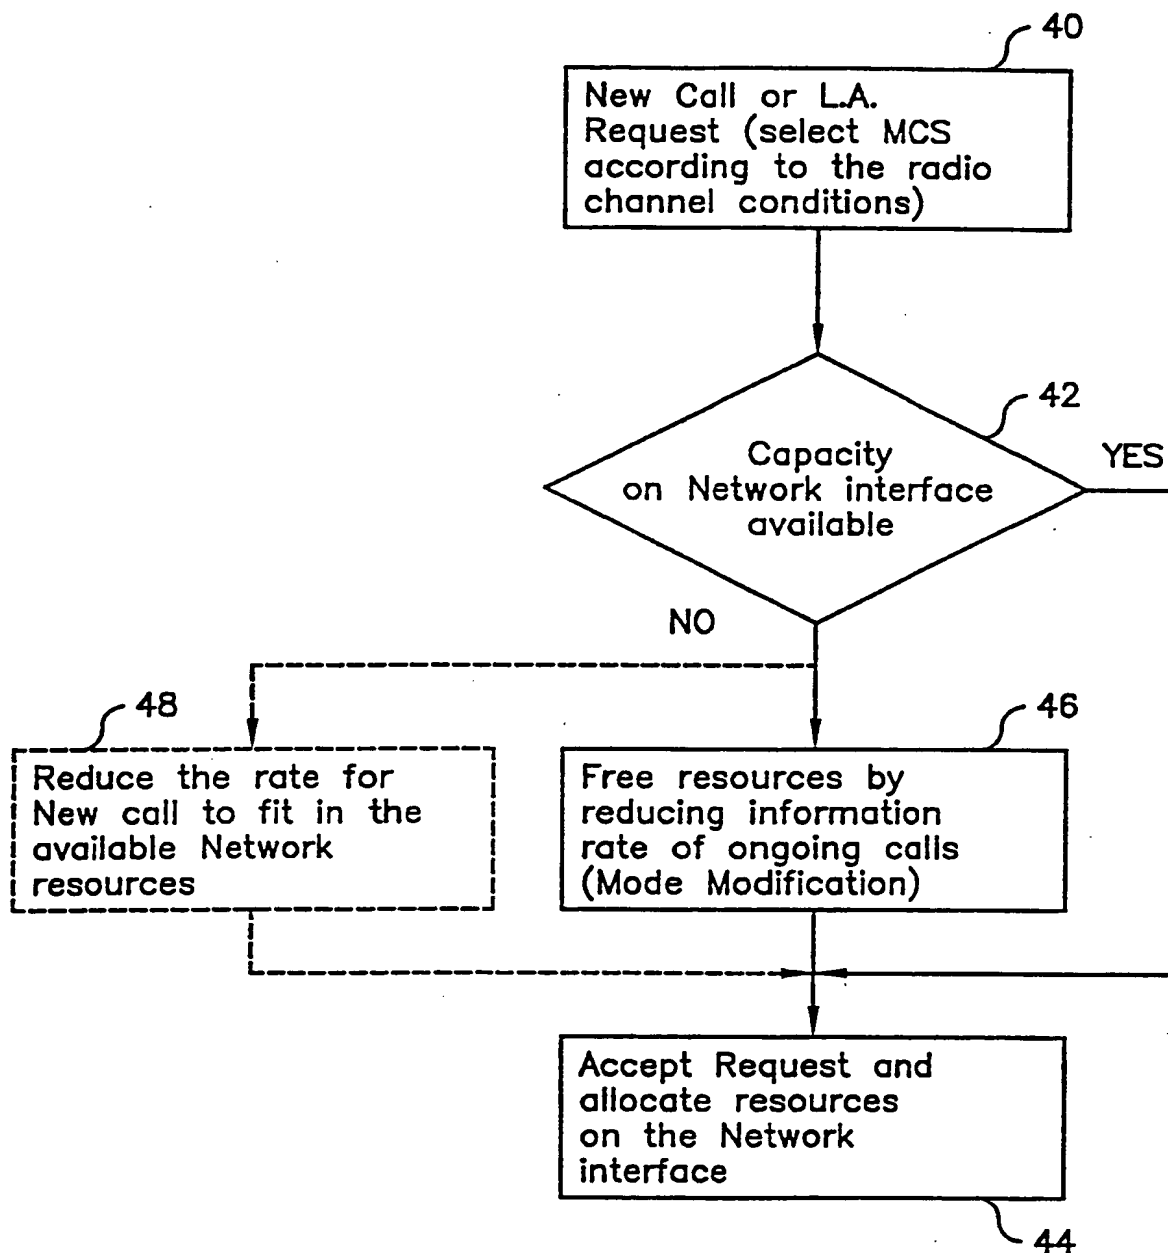 40
New Call or L.A.
Request (select MCS
according to the radio
channel conditions)
42
Capacity
on Network interface
available
YES
NO
48
Reduce the rate for
New call to fit in the
available Network
resources
46
Free resources by
reducing information
rate of ongoing calls
(Mode Modification)
Accept Request and
allocate resources
on the Network
interface
44